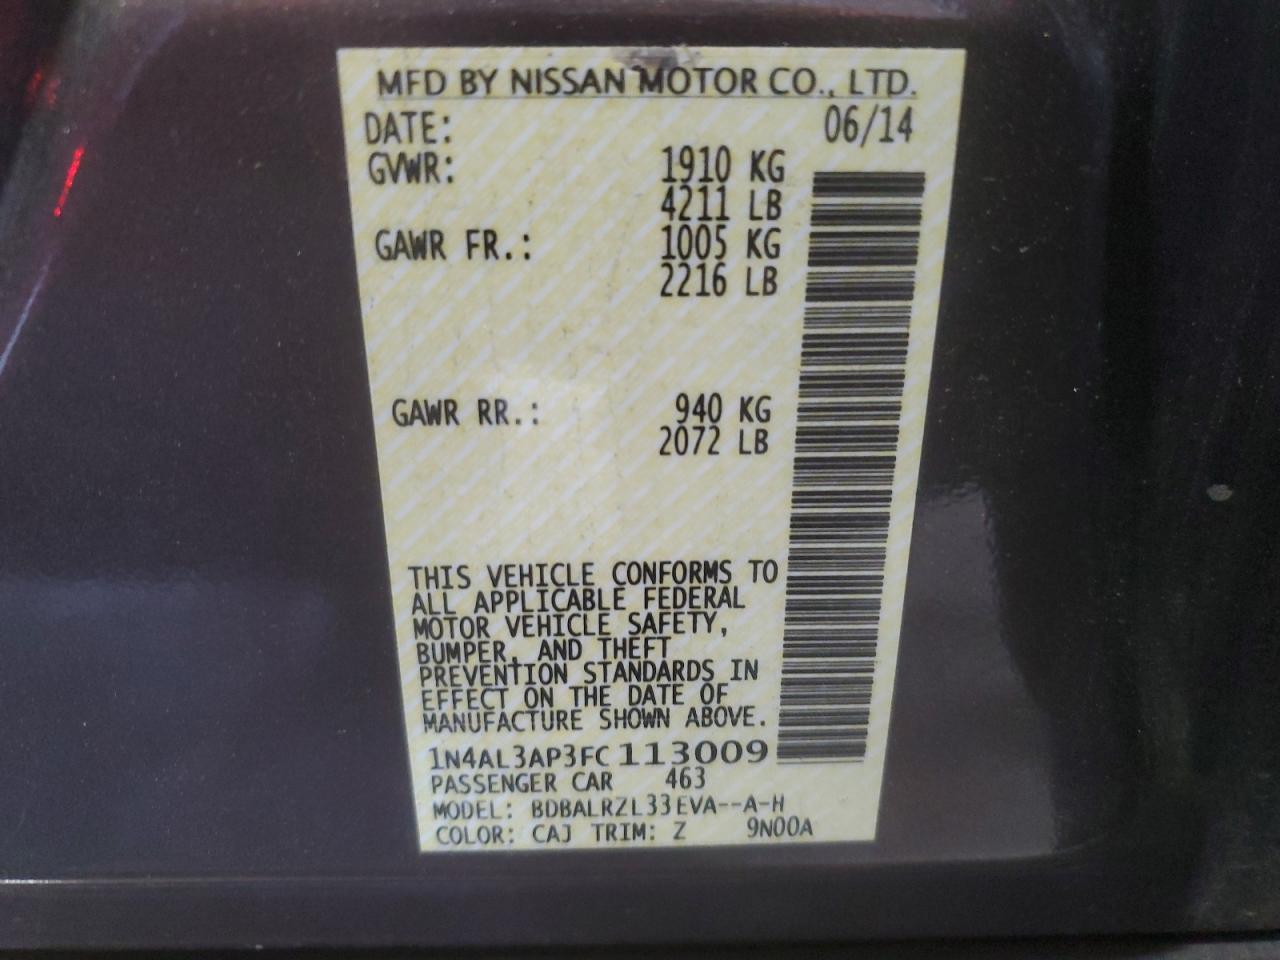 MFD BY NISSAN MOTOR CO., LTD.
DATE: 06/14
GVWR: 1910 KG
4211 LB
GAWR FR.: 1005 KG
2216 LB
GAWR RR.: 940 KG
2072 LB
THIS VEHICLE CONFORMS TO
ALL APPLICABLE FEDERAL
MOTOR VEHICLE SAFETY,
BUMPER, AND THEFT
PREVENTION STANDARDS IN
EFFECT ON THE DATE OF
MANUFACTURE SHOWN ABOVE.
1N4AL3AP3FC113009
PASSENGER CAR 463
MODEL: BDBALRZL33EVA--A-H
COLOR: CAJ TRIM: Z 9N00A